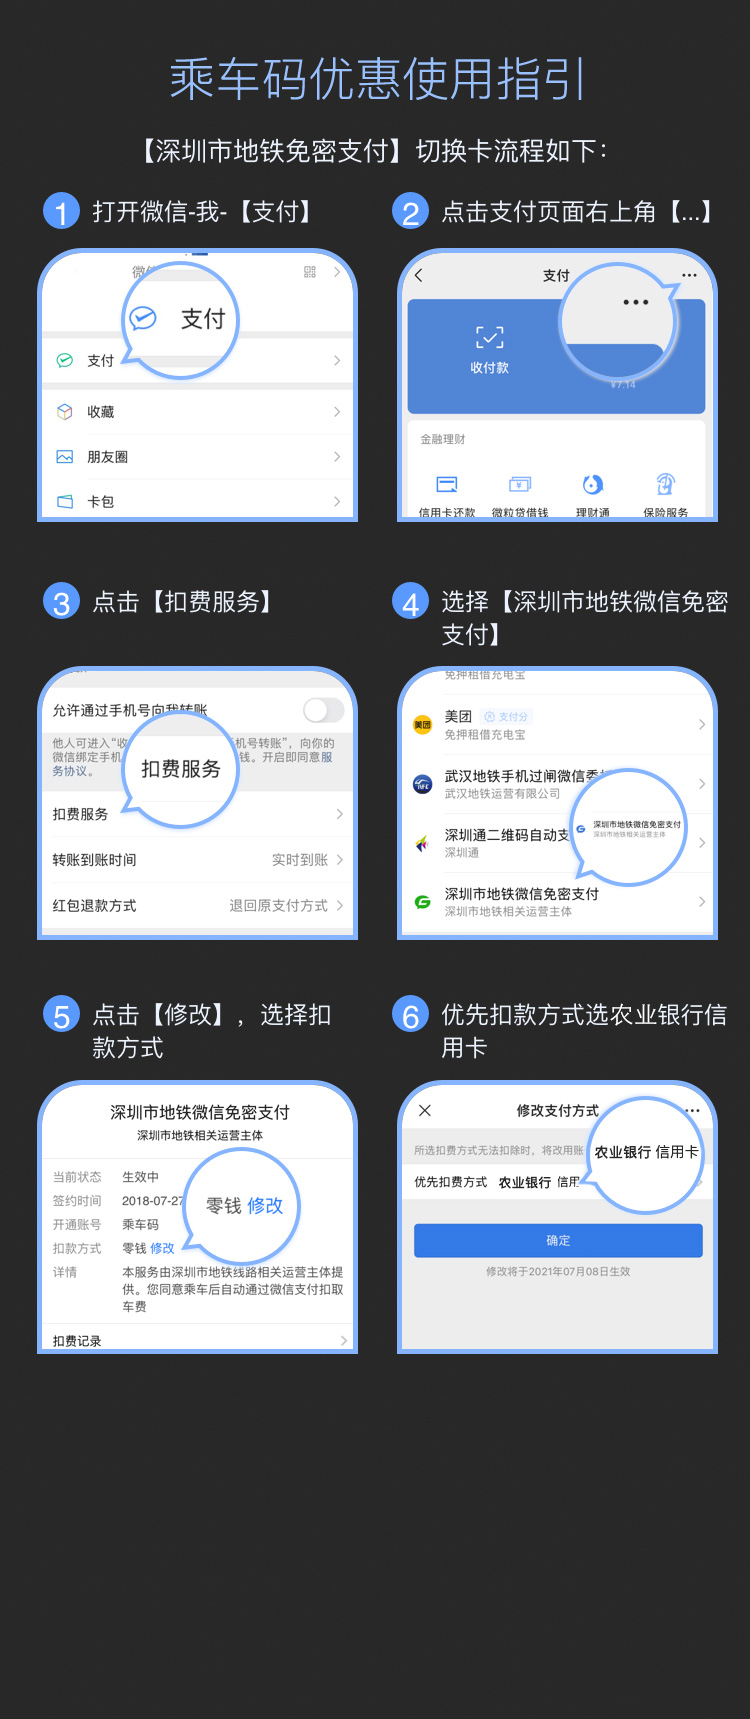 乘车码优惠使用指引
【深圳市地铁免密支付】切换卡流程如下：
1 打开微信-我-【支付】
支付
支付
收藏
朋友圈
卡包
2 点击支付页面右上角【...】
支付
收付款
¥7.14
金融理财
信用卡还款 微粒贷借钱 理财通 保险服务
3 点击【扣费服务】
允许通过手机号向我转账
他人可进入“收 手机号转账”，向你的
微信绑定手机 钱。开启即同意服
务协议。
扣费服务
扣费服务
转账到账时间 实时到账
红包退款方式 退回原支付方式
4 选择【深圳市地铁微信免密
支付】
免押租借充电宝
美团 美团 支付分
免押租借充电宝
武汉地铁手机过闸微信委
武汉地铁运营有限公司
深圳市地铁微信免密支付
深圳市地铁相关运营主体
深圳通二维码自动支
深圳通
深圳市地铁微信免密支付
深圳市地铁相关运营主体
5 点击【修改】，选择扣
款方式
深圳市地铁微信免密支付
深圳市地铁相关运营主体
当前状态 生效中
签约时间 2018-07-27
零钱 修改
开通账号 乘车码
扣款方式 零钱 修改
详情 本服务由深圳市地铁线路相关运营主体提
供。您同意乘车后自动通过微信支付扣取
车费
扣费记录
6 优先扣款方式选农业银行信
用卡
修改支付方式
所选扣费方式无法扣除时，将改用账
农业银行 信用卡
优先扣费方式 农业银行 信用
确定
修改将于2021年07月08日生效